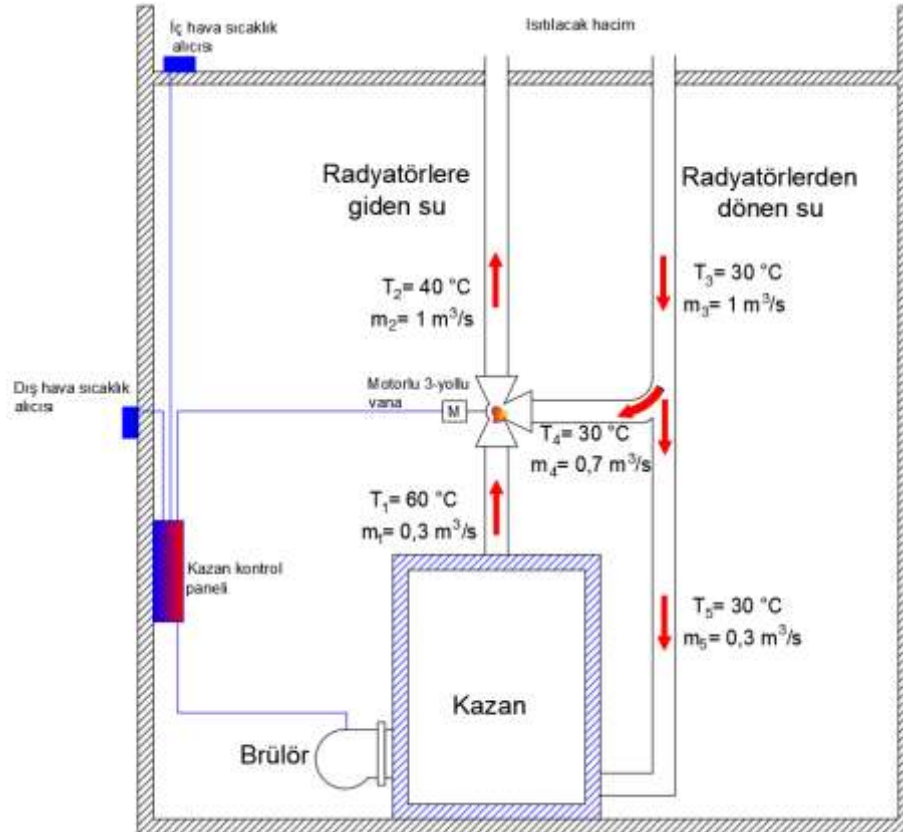 İç hava sıcaklık
alıcısı
Isıtılacak hacim
Radyatörlere
giden su
Radyatörlerden
dönen su
T2= 40 °C
m2= 1 m³/s
T3= 30 °C
m3= 1 m³/s
Dış hava sıcaklık
alıcısı
Motorlu 3-yollu
vana
M
T4= 30 °C
m4= 0,7 m³/s
T1= 60 °C
m1= 0,3 m³/s
Kazan kontrol
paneli
T5= 30 °C
m5= 0,3 m³/s
Kazan
Brülör